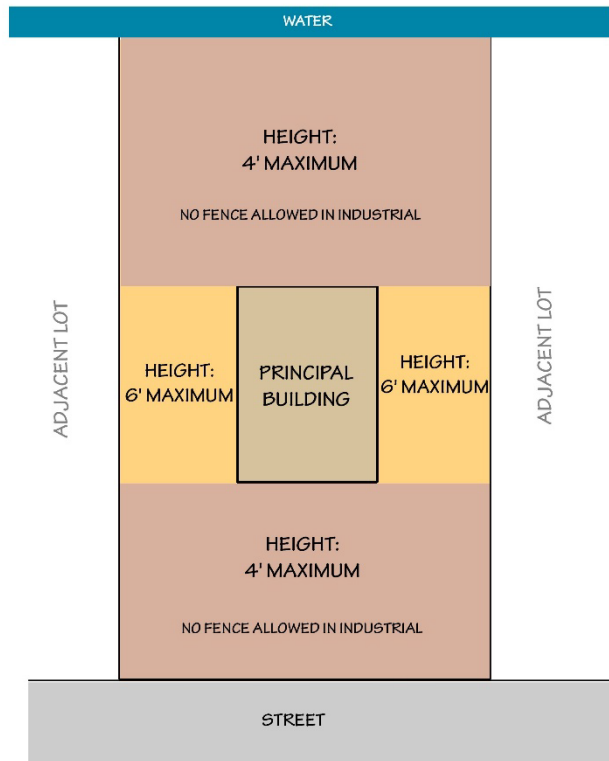 WATER
HEIGHT:
4' MAXIMUM
NO FENCE ALLOWED IN INDUSTRIAL
ADJACENT LOT
HEIGHT:
6' MAXIMUM
PRINCIPAL
BUILDING
HEIGHT:
6' MAXIMUM
ADJACENT LOT
HEIGHT:
4' MAXIMUM
NO FENCE ALLOWED IN INDUSTRIAL
STREET